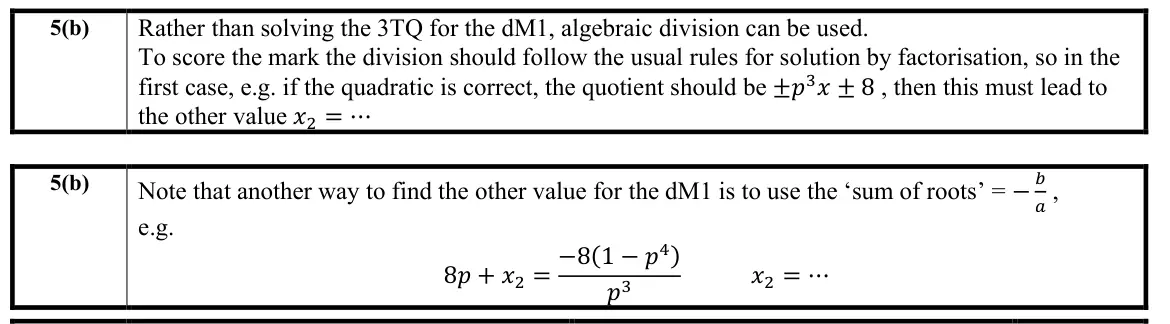 5(b) Rather than solving the 3TQ for the dM1, algebraic division can be used.
To score the mark the division should follow the usual rules for solution by factorisation, so in the
first case, e.g. if the quadratic is correct, the quotient should be ±p³x ± 8 , then this must lead to
the other value x₂ = ⋯
5(b) Note that another way to find the other value for the dM1 is to use the ‘sum of roots’ = −b/a ,
e.g.
8p + x₂ = −8(1 − p⁴)/p³ x₂ = ⋯